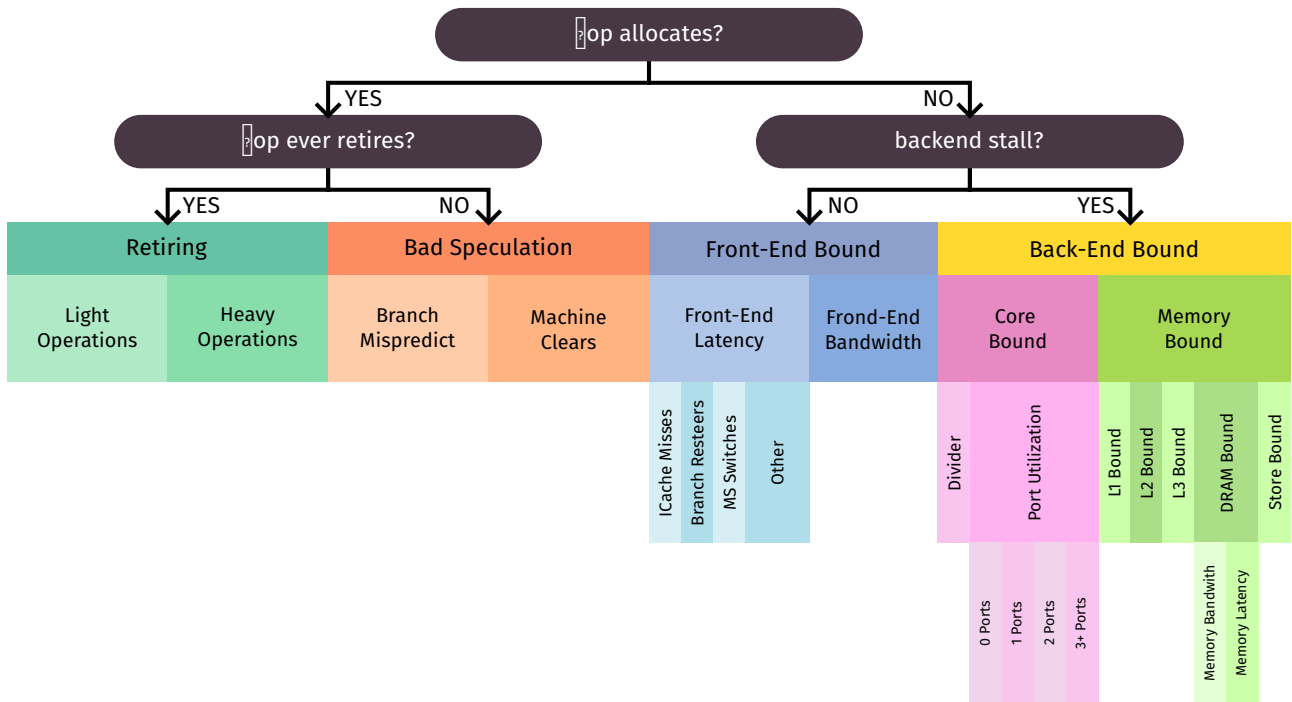 op allocates?
YES
NO
op ever retires?
backend stall?
YES
NO
NO
YES
Retiring
Bad Speculation
Front-End Bound
Back-End Bound
Light
Operations
Heavy
Operations
Branch
Mispredict
Machine
Clears
Front-End
Latency
Frond-End
Bandwidth
Core
Bound
Memory
Bound
ICache Misses
Branch Resteers
MS Switches
Other
Divider
Port Utilization
L1 Bound
L2 Bound
L3 Bound
DRAM Bound
Store Bound
0 Ports
1 Ports
2 Ports
3+ Ports
Memory Bandwith
Memory Latency